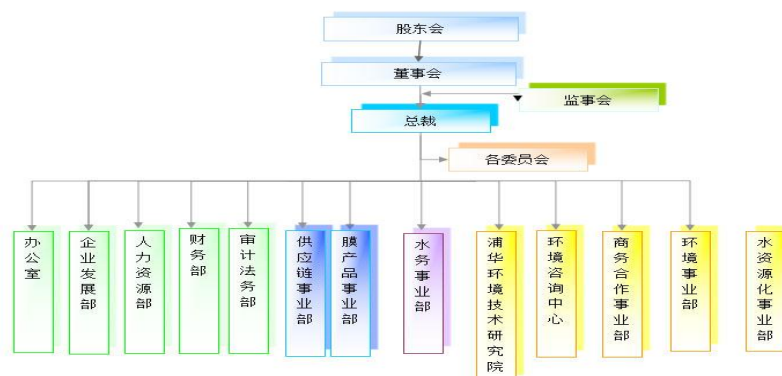 股东会
董事会
监事会
总裁
各委员会
办公室
企业发展部
人力资源部
财务部
审计法务部
供应链事业部
膜产品事业部
水务事业部
浦华环境技术研究院
环境咨询中心
商务合作事业部
环境事业部
水资源化事业部